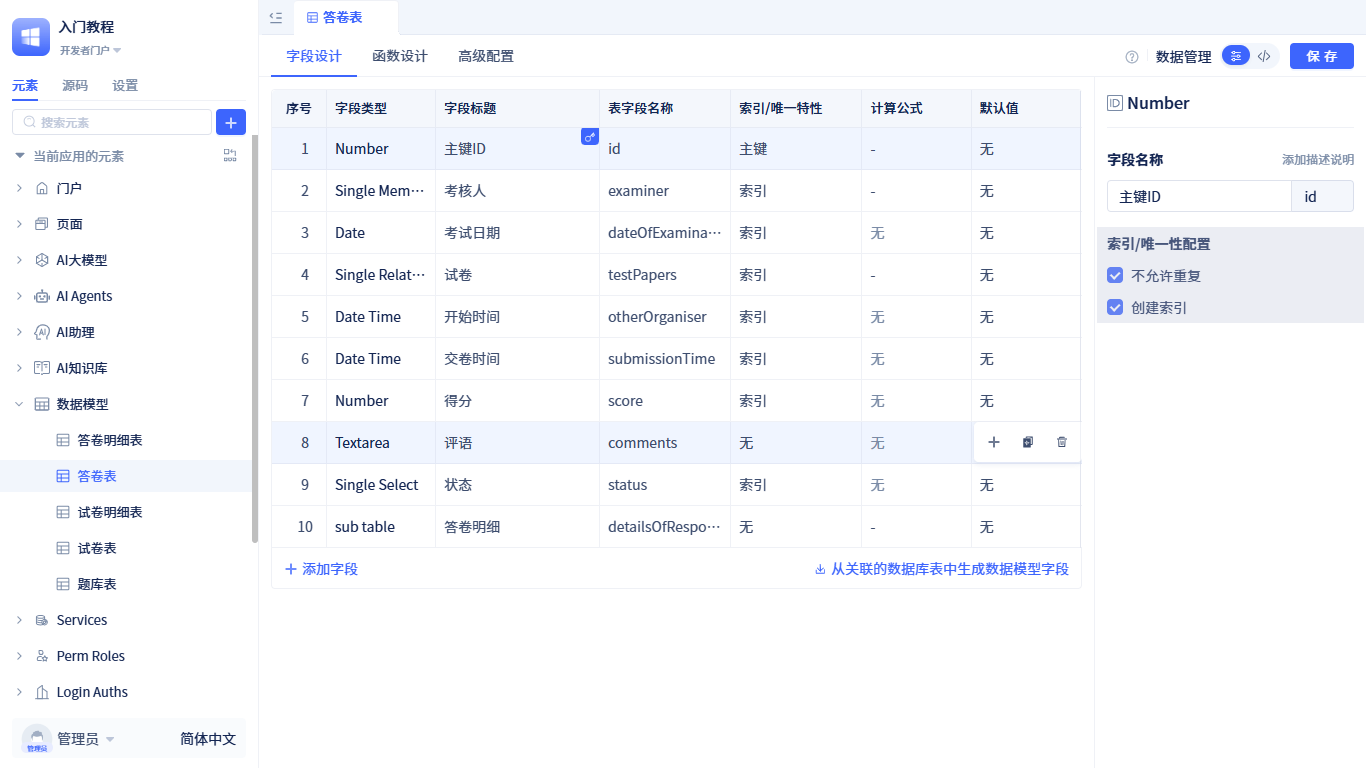 入门教程
开发者门户
元素 源码 设置
搜索元素
当前应用的元素
门户
页面
AI大模型
AI Agents
AI助理
AI知识库
数据模型
答卷明细表
答卷表
试卷明细表
试卷表
题库表
Services
Perm Roles
Login Auths
管理员
管理员 简体中文
答卷表
字段设计 函数设计 高级配置
数据管理 保 存
序号 字段类型 字段标题 表字段名称 索引/唯一特性 计算公式 默认值
1 Number 主键ID id 主键 - 无
2 Single Mem··· 考核人 examiner 索引 - 无
3 Date 考试日期 dateOfExamina··· 索引 无 无
4 Single Relat··· 试卷 testPapers 索引 - 无
5 Date Time 开始时间 otherOrganiser 索引 无 无
6 Date Time 交卷时间 submissionTime 索引 无 无
7 Number 得分 score 索引 无 无
8 Textarea 评语 comments 无 无
9 Single Select 状态 status 索引 无 无
10 sub table 答卷明细 detailsOfRespo··· 无 - 无
添加字段 从关联的数据库表中生成数据模型字段
ID Number
字段名称 添加描述说明
主键ID id
索引/唯一性配置
不允许重复
创建索引